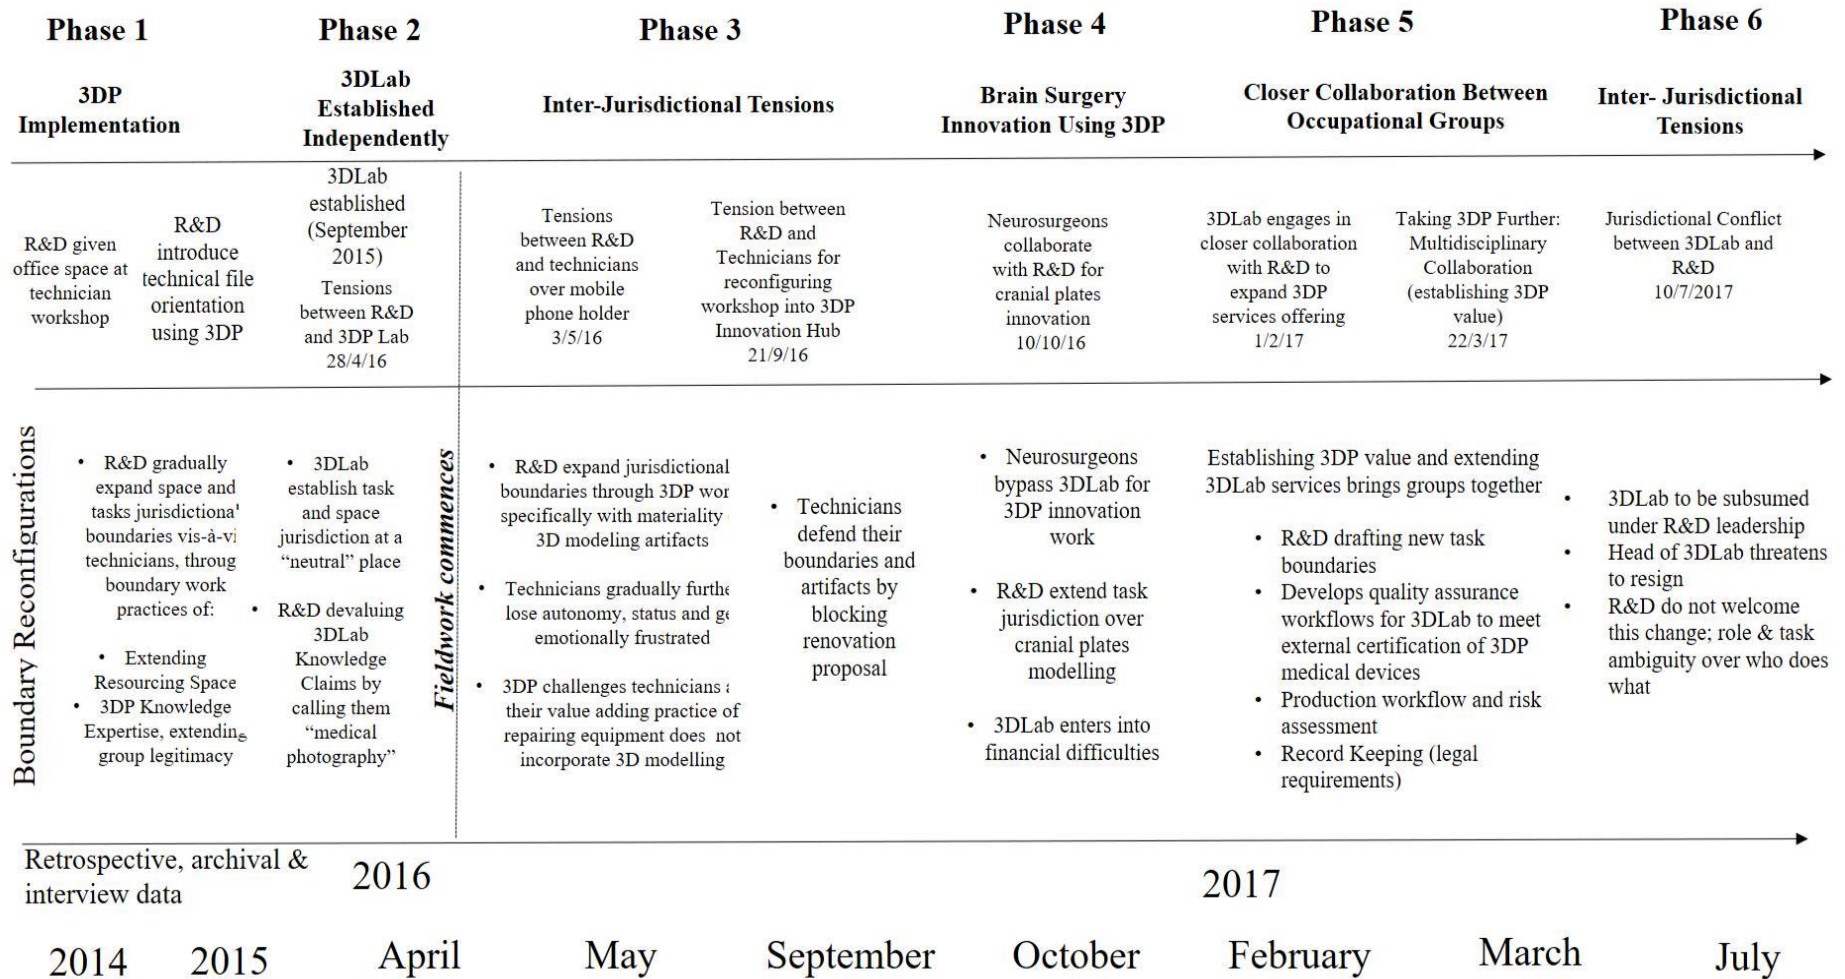 Phase 1
Phase 2
Phase 3
Phase 4
Phase 5
Phase 6
3DP
Implementation
3DLab
Established
Independently
Inter-Jurisdictional Tensions
Brain Surgery
Innovation Using 3DP
Closer Collaboration Between
Occupational Groups
Inter- Jurisdictional
Tensions
R&D given
office space at
technician
workshop
R&D
introduce
technical file
orientation
using 3DP
3DLab
established
(September
2015)
Tensions
between R&D
and 3DP Lab
28/4/16
Tensions
between R&D
and technicians
over mobile
phone holder
3/5/16
Tension between
R&D and
Technicians for
reconfiguring
workshop into 3DP
Innovation Hub
21/9/16
Neurosurgeons
collaborate
with R&D for
cranial plates
innovation
10/10/16
3DLab engages in
closer collaboration
with R&D to
expand 3DP
services offering
1/2/17
Taking 3DP Further:
Multidisciplinary
Collaboration
(establishing 3DP
value)
22/3/17
Jurisdictional Conflict
between 3DLab and
R&D
10/7/2017
Boundary Reconfigurations
• R&D gradually
expand space and
tasks
boundaries
technicians,
boundary work
practices of:
• Extending
Resourcing Space
• 3DP Knowledge
Expertise,
group legitimacy
• 3DLab
establish task
and space
jurisdiction at a
“neutral” place
• R&D devaluing
3DLab
Knowledge
Claims by
calling them
“medical
photography”
Fieldwork commences
• R&D expand jurisdictional
boundaries through 3DP
specifically with materiality
3D modeling artifacts
• Technicians gradually
lose autonomy, status and
emotionally frustrated
• 3DP challenges technicians
their value adding practice of
repairing equipment does not
incorporate 3D modelling
• Technicians
defend their
boundaries and
artifacts by
blocking
renovation
proposal
• Neurosurgeons
bypass 3DLab for
3DP innovation
work
• R&D extend task
jurisdiction over
cranial plates
modelling
• 3DLab enters into
financial difficulties
Establishing 3DP value and extending
3DLab services brings groups together
• R&D drafting new task
boundaries
• Develops quality assurance
workflows for 3DLab to meet
external certification of 3DP
medical devices
• Production workflow and risk
assessment
• Record Keeping (legal
requirements)
• 3DLab to be subsumed
under R&D leadership
• Head of 3DLab threatens
to resign
• R&D do not welcome
this change; role & task
ambiguity over who does
what
Retrospective, archival &
interview data
2016
2017
2014
2015
April
May
September
October
February
March
July